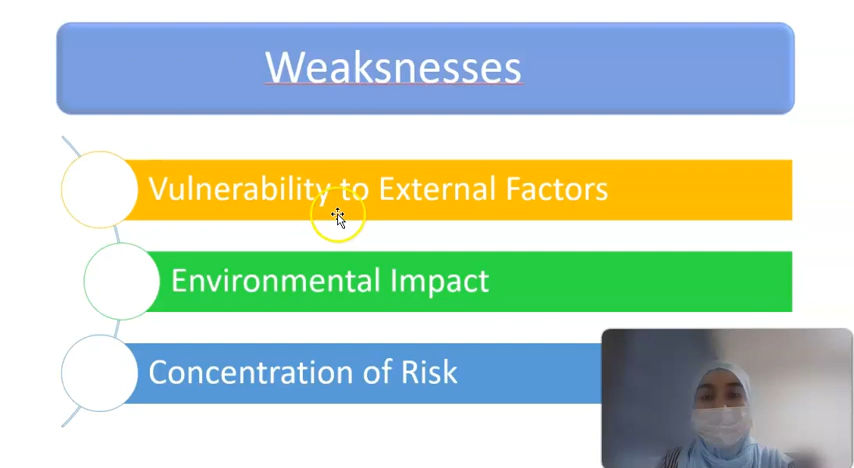 Weaksnesses
Vulnerability to External Factors
Environmental Impact
Concentration of Risk